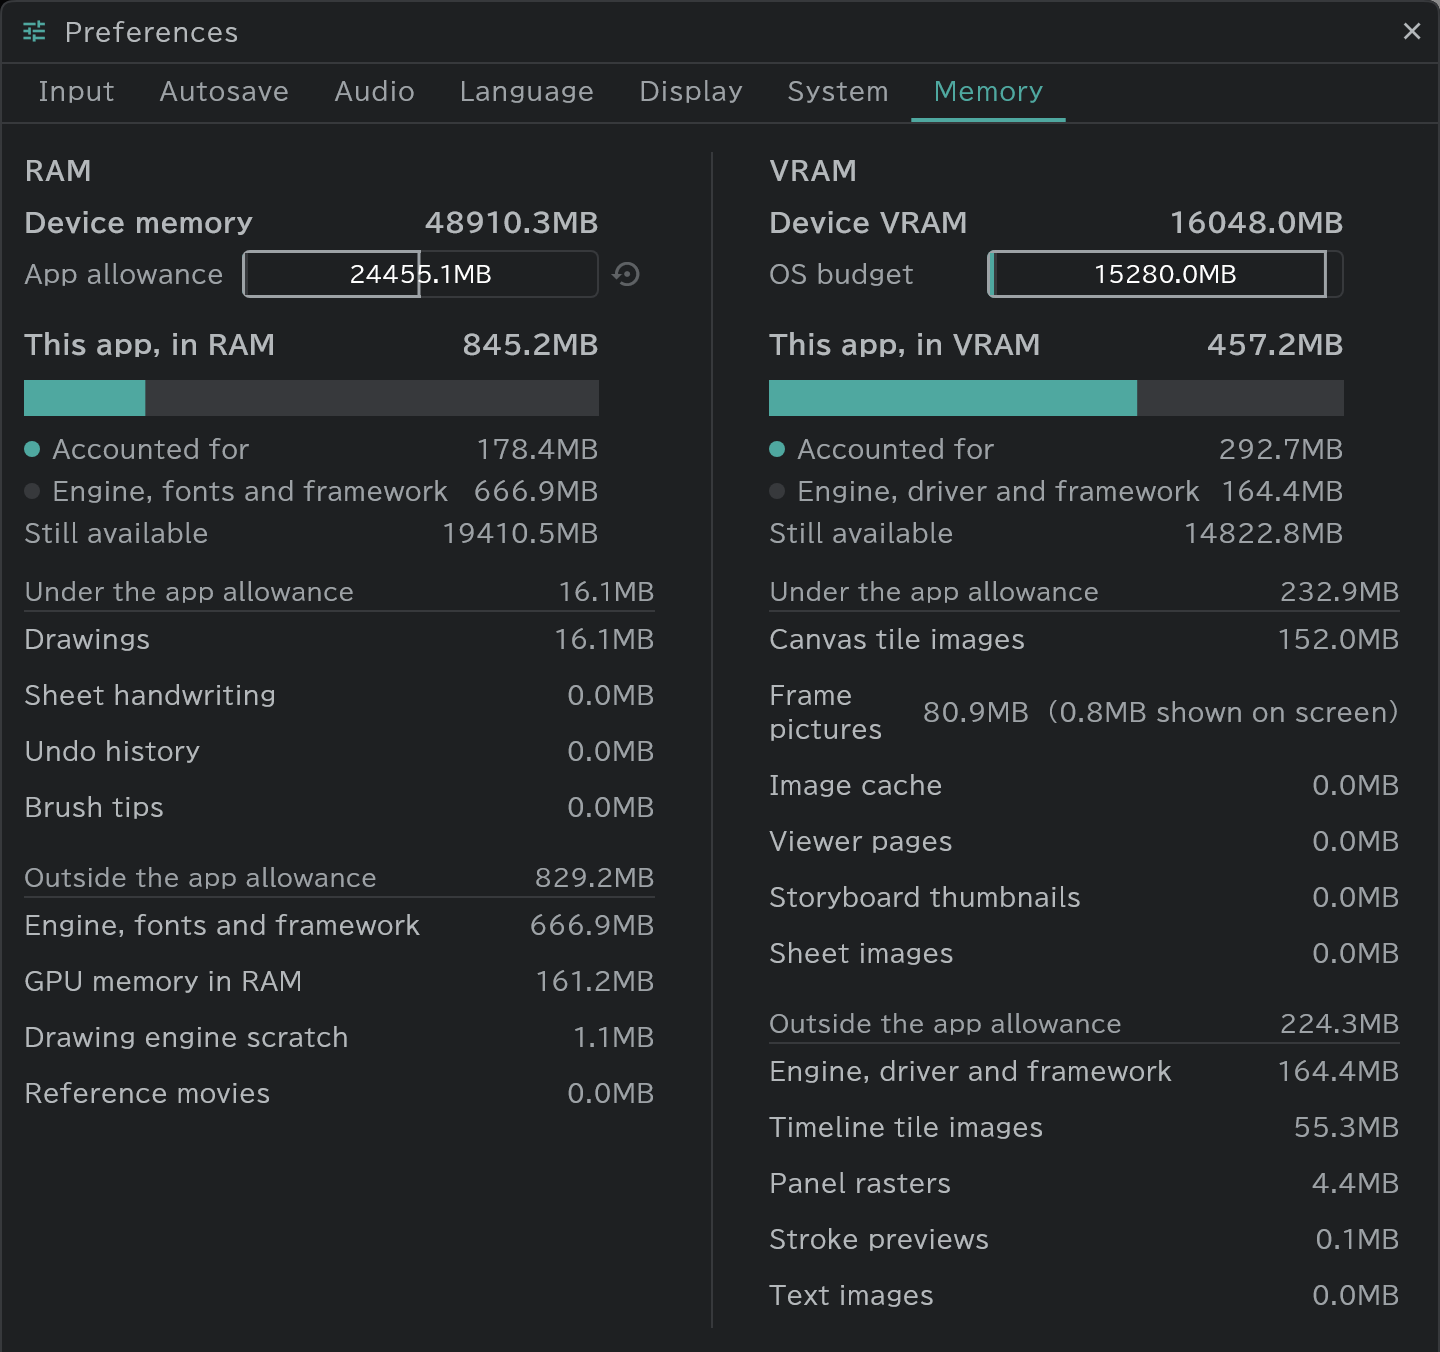 Preferences
Input Autosave Audio Language Display System Memory
RAM
Device memory 48910.3MB
App allowance 24455.1MB
This app, in RAM 845.2MB
Accounted for 178.4MB
Engine, fonts and framework 666.9MB
Still available 19410.5MB
Under the app allowance 16.1MB
Drawings 16.1MB
Sheet handwriting 0.0MB
Undo history 0.0MB
Brush tips 0.0MB
Outside the app allowance 829.2MB
Engine, fonts and framework 666.9MB
GPU memory in RAM 161.2MB
Drawing engine scratch 1.1MB
Reference movies 0.0MB
VRAM
Device VRAM 16048.0MB
OS budget 15280.0MB
This app, in VRAM 457.2MB
Accounted for 292.7MB
Engine, driver and framework 164.4MB
Still available 14822.8MB
Under the app allowance 232.9MB
Canvas tile images 152.0MB
Frame
pictures 80.9MB（0.8MB shown on screen）
Image cache 0.0MB
Viewer pages 0.0MB
Storyboard thumbnails 0.0MB
Sheet images 0.0MB
Outside the app allowance 224.3MB
Engine, driver and framework 164.4MB
Timeline tile images 55.3MB
Panel rasters 4.4MB
Stroke previews 0.1MB
Text images 0.0MB